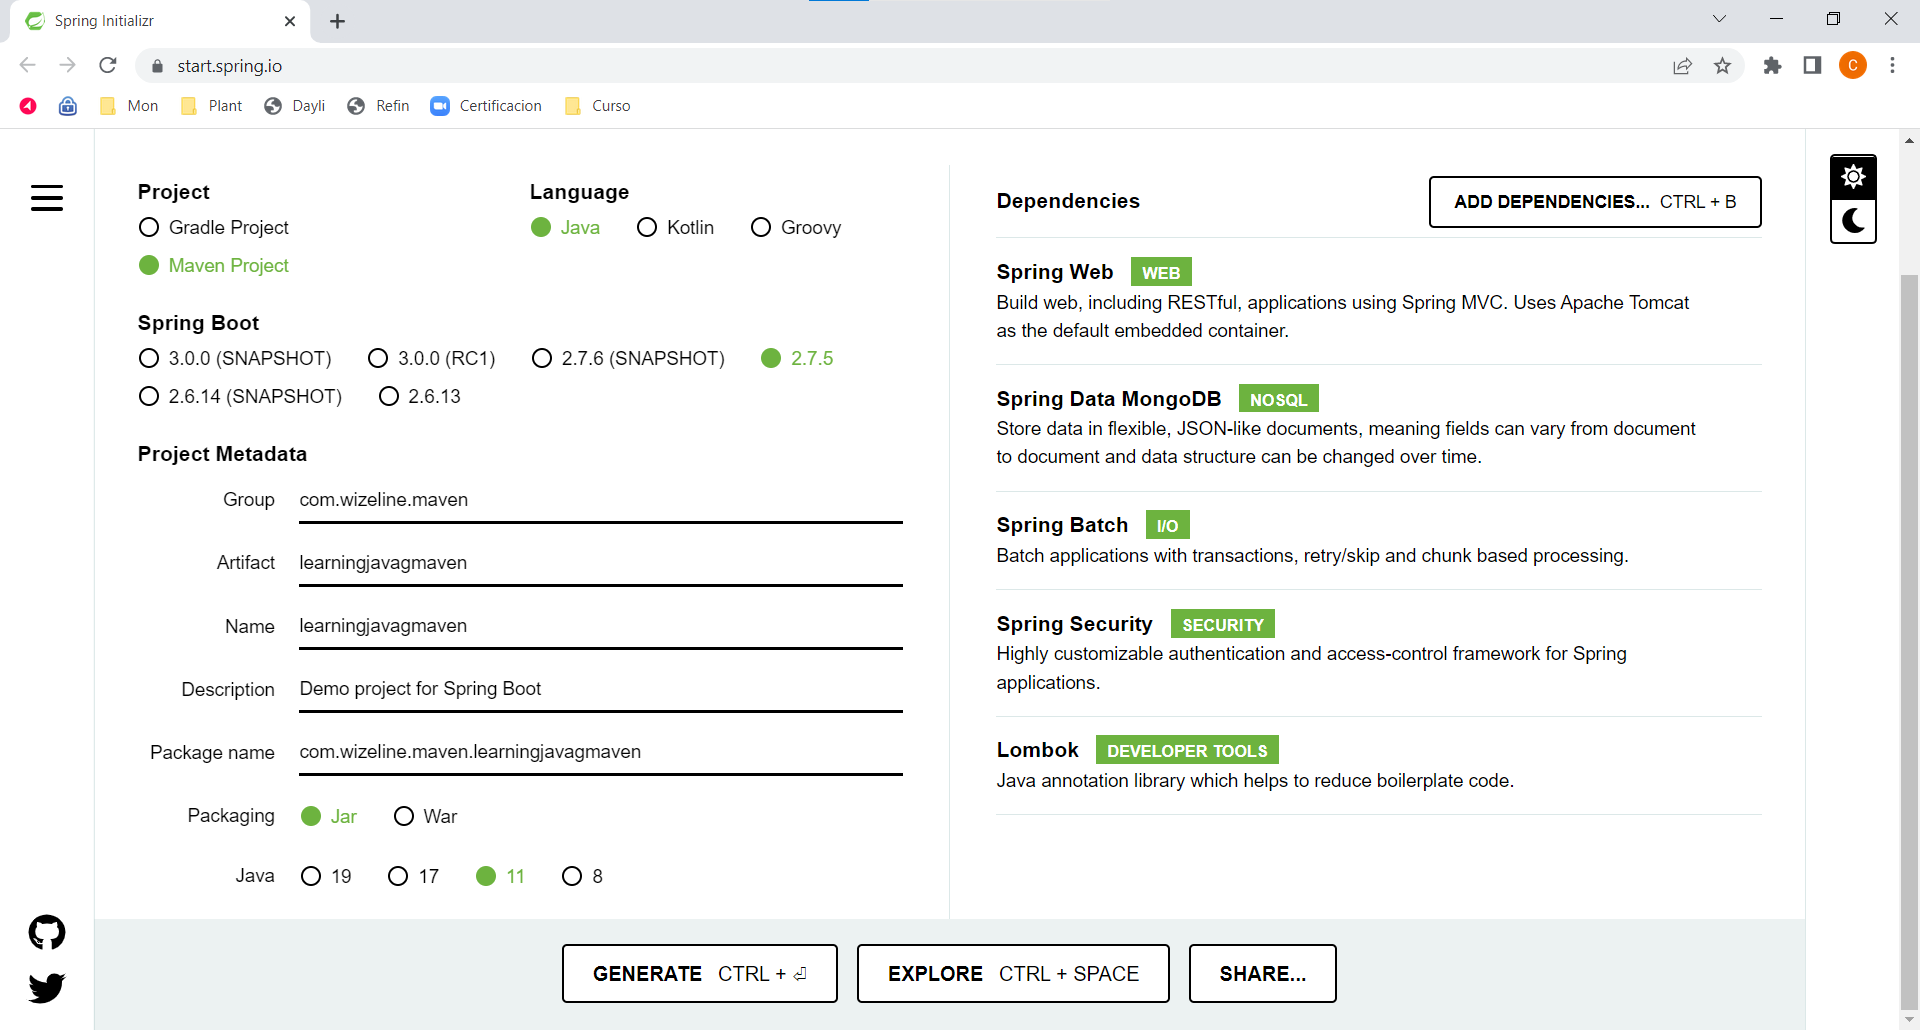 Spring Initializr
start.spring.io
C
Mon Plant Dayli Refin Certificacion Curso
Project
Gradle Project
Maven Project
Language
Java Kotlin Groovy
Spring Boot
3.0.0 (SNAPSHOT) 3.0.0 (RC1) 2.7.6 (SNAPSHOT) 2.7.5
2.6.14 (SNAPSHOT) 2.6.13
Project Metadata
Group com.wizeline.maven
Artifact learningjavagmaven
Name learningjavagmaven
Description Demo project for Spring Boot
Package name com.wizeline.maven.learningjavagmaven
Packaging Jar War
Java 19 17 11 8
Dependencies
ADD DEPENDENCIES... CTRL + B
Spring Web WEB
Build web, including RESTful, applications using Spring MVC. Uses Apache Tomcat
as the default embedded container.
Spring Data MongoDB NOSQL
Store data in flexible, JSON-like documents, meaning fields can vary from document
to document and data structure can be changed over time.
Spring Batch I/O
Batch applications with transactions, retry/skip and chunk based processing.
Spring Security SECURITY
Highly customizable authentication and access-control framework for Spring
applications.
Lombok DEVELOPER TOOLS
Java annotation library which helps to reduce boilerplate code.
GENERATE CTRL + ⏎
EXPLORE CTRL + SPACE
SHARE...